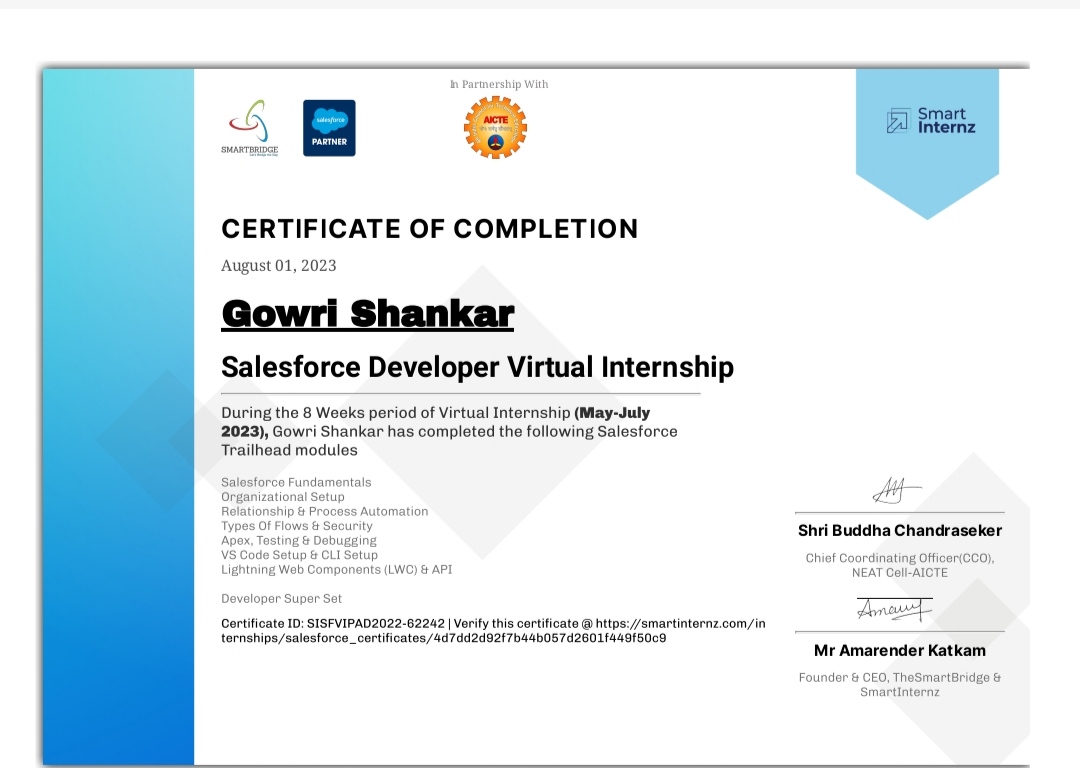 In Partnership With
SMARTBRIDGE
salesforce
PARTNER
AICTE
Smart
Internz
CERTIFICATE OF COMPLETION
August 01, 2023
Gowri Shankar
Salesforce Developer Virtual Internship
During the 8 Weeks period of Virtual Internship (May-July
2023), Gowri Shankar has completed the following Salesforce
Trailhead modules
Salesforce Fundamentals
Organizational Setup
Relationship & Process Automation
Types Of Flows & Security
Apex, Testing & Debugging
VS Code Setup & CLI Setup
Lightning Web Components (LWC) & API
Developer Super Set
Certificate ID: SISFVIPAD2022-62242 | Verify this certificate @ https://smartinternz.com/in
ternships/salesforce_certificates/4d7dd2d92f7b44b057d2601f449f50c9
Shri Buddha Chandraseker
Chief Coordinating Officer(CCO),
NEAT Cell-AICTE
Mr Amarender Katkam
Founder & CEO, TheSmartBridge &
SmartInternz